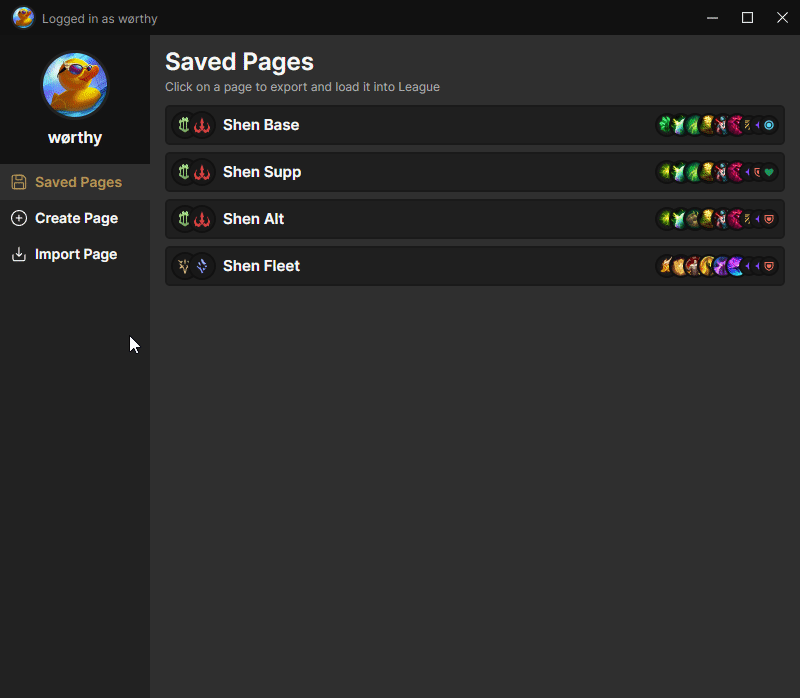 Logged in as wørthy
wørthy
Saved Pages
Create Page
Import Page
Saved Pages
Click on a page to export and load it into League
Shen Base
Shen Supp
Shen Alt
Shen Fleet